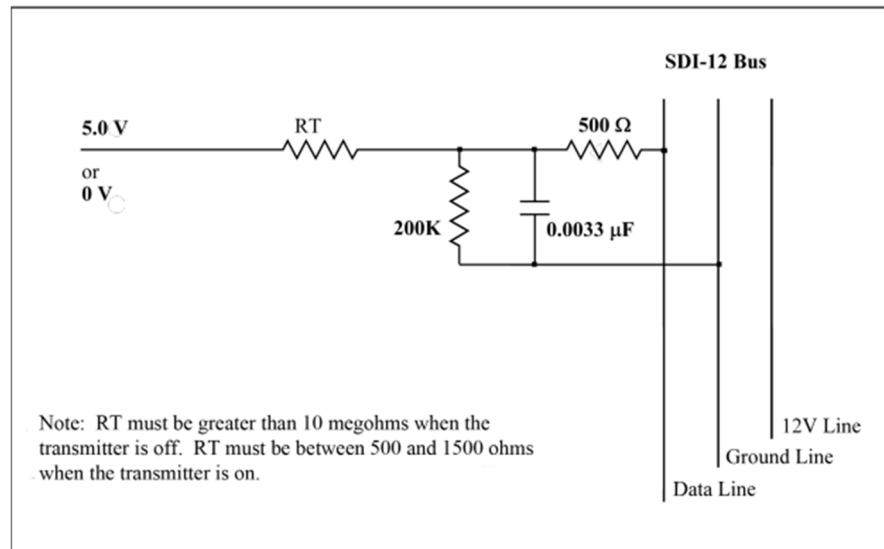 SDI-12 Bus
5.0 V
RT
500 Ω
or
0 V
200K
0.0033 μF
Note: RT must be greater than 10 megohms when the
transmitter is off. RT must be between 500 and 1500 ohms
when the transmitter is on.
12V Line
Ground Line
Data Line